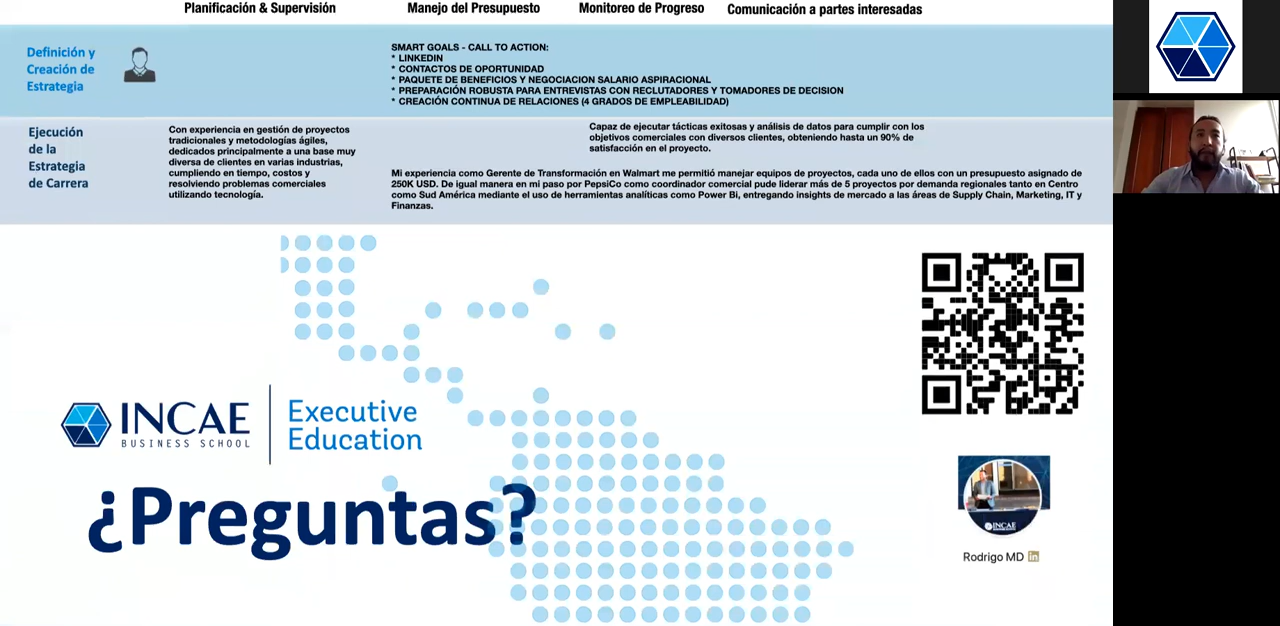 Planificación & Supervisión
Manejo del Presupuesto
Monitoreo de Progreso
Comunicación a partes interesadas
Definición y
Creación de
Estrategia
SMART GOALS - CALL TO ACTION:
* LINKEDIN
* CONTACTOS DE OPORTUNIDAD
* PAQUETE DE BENEFICIOS Y NEGOCIACION SALARIO ASPIRACIONAL
* PREPARACIÓN ROBUSTA PARA ENTREVISTAS CON RECLUTADORES Y TOMADORES DE DECISION
* CREACIÓN CONTINUA DE RELACIONES (4 GRADOS DE EMPLEABILIDAD)
Ejecución
de la
Estrategia
de Carrera
Con experiencia en gestión de proyectos
tradicionales y metodologías ágiles,
dedicados principalmente a una base muy
diversa de clientes en varias industrias,
cumpliendo en tiempo, costos y
resolviendo problemas comerciales
utilizando tecnología.
Capaz de ejecutar tácticas exitosas y análisis de datos para cumplir con los
objetivos comerciales con diversos clientes, obteniendo hasta un 90% de
satisfacción en el proyecto.
Mi experiencia como Gerente de Transformación en Walmart me permitió manejar equipos de proyectos, cada uno de ellos con un presupuesto asignado de
250K USD. De igual manera en mi paso por PepsiCo como coordinador comercial pude liderar más de 5 proyectos por demanda regionales tanto en Centro
como Sud América mediante el uso de herramientas analíticas como Power Bi, entregando insights de mercado a las áreas de Supply Chain, Marketing, IT y
Finanzas.
INCAE
BUSINESS SCHOOL
Executive
Education
¿Preguntas?
INCAE
Rodrigo MD in